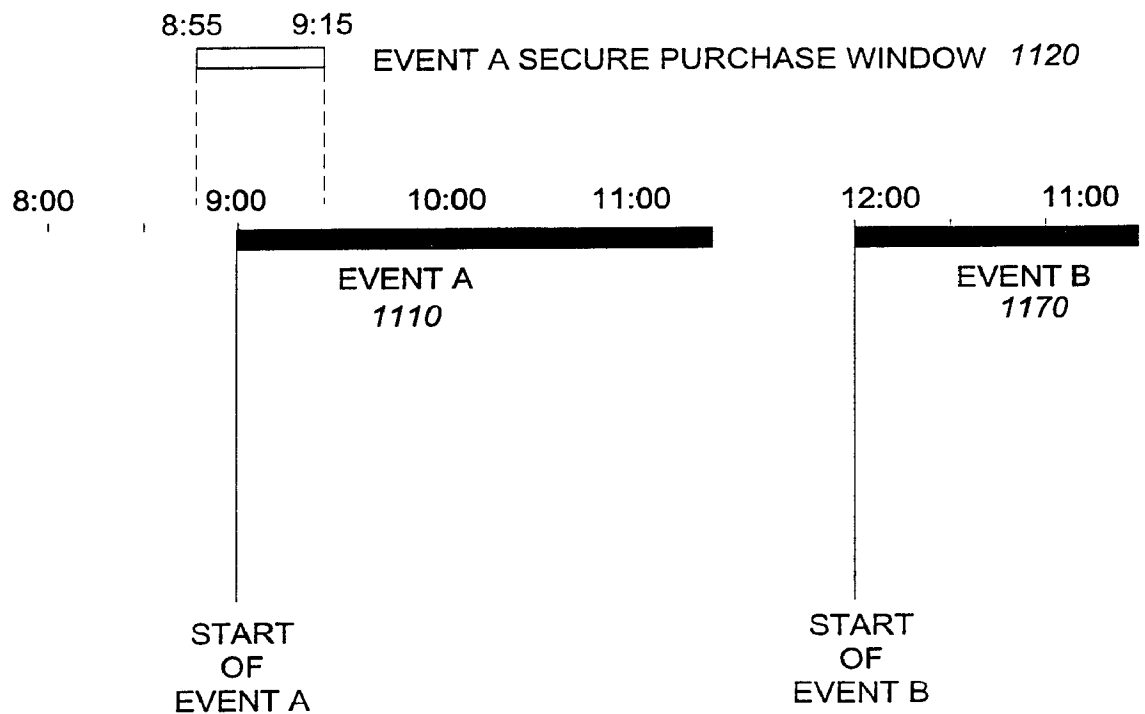 8:55 9:15
EVENT A SECURE PURCHASE WINDOW 1120
8:00 9:00 10:00 11:00 12:00 11:00
EVENT A
1110
EVENT B
1170
START
OF
EVENT A
START
OF
EVENT B